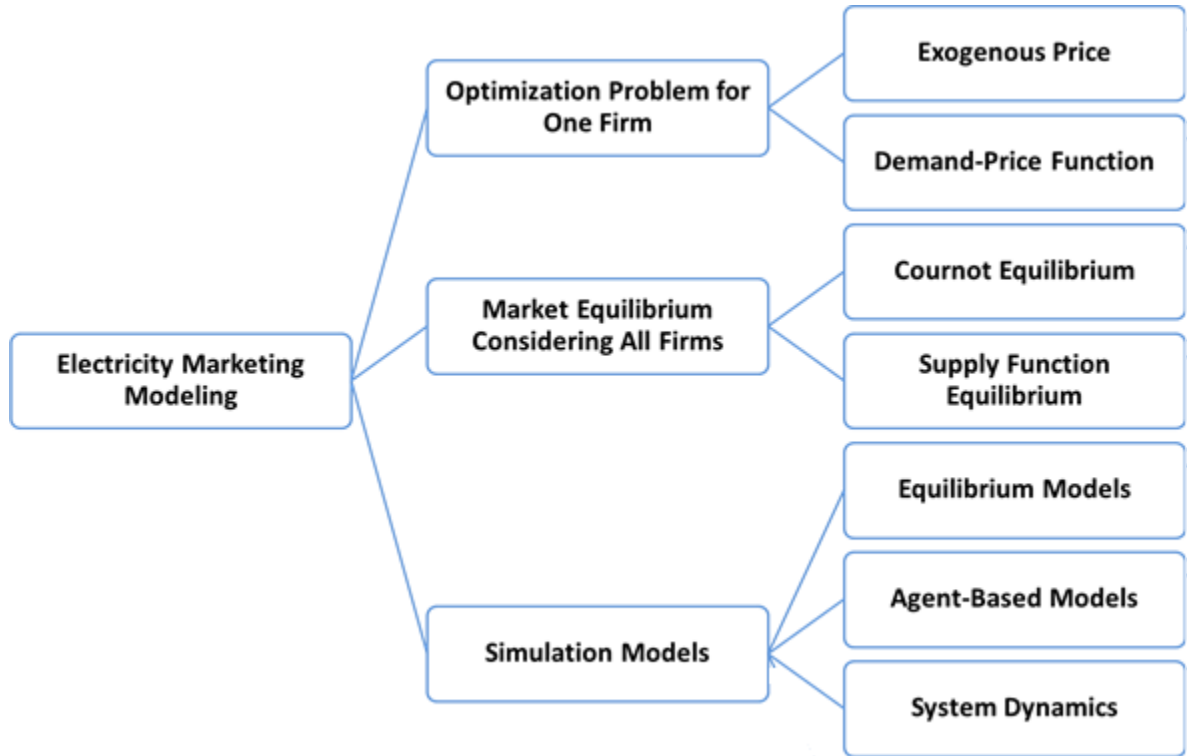 Electricity Marketing
Modeling
Optimization Problem for
One Firm
Exogenous Price
Demand-Price Function
Market Equilibrium
Considering All Firms
Cournot Equilibrium
Supply Function
Equilibrium
Simulation Models
Equilibrium Models
Agent-Based Models
System Dynamics